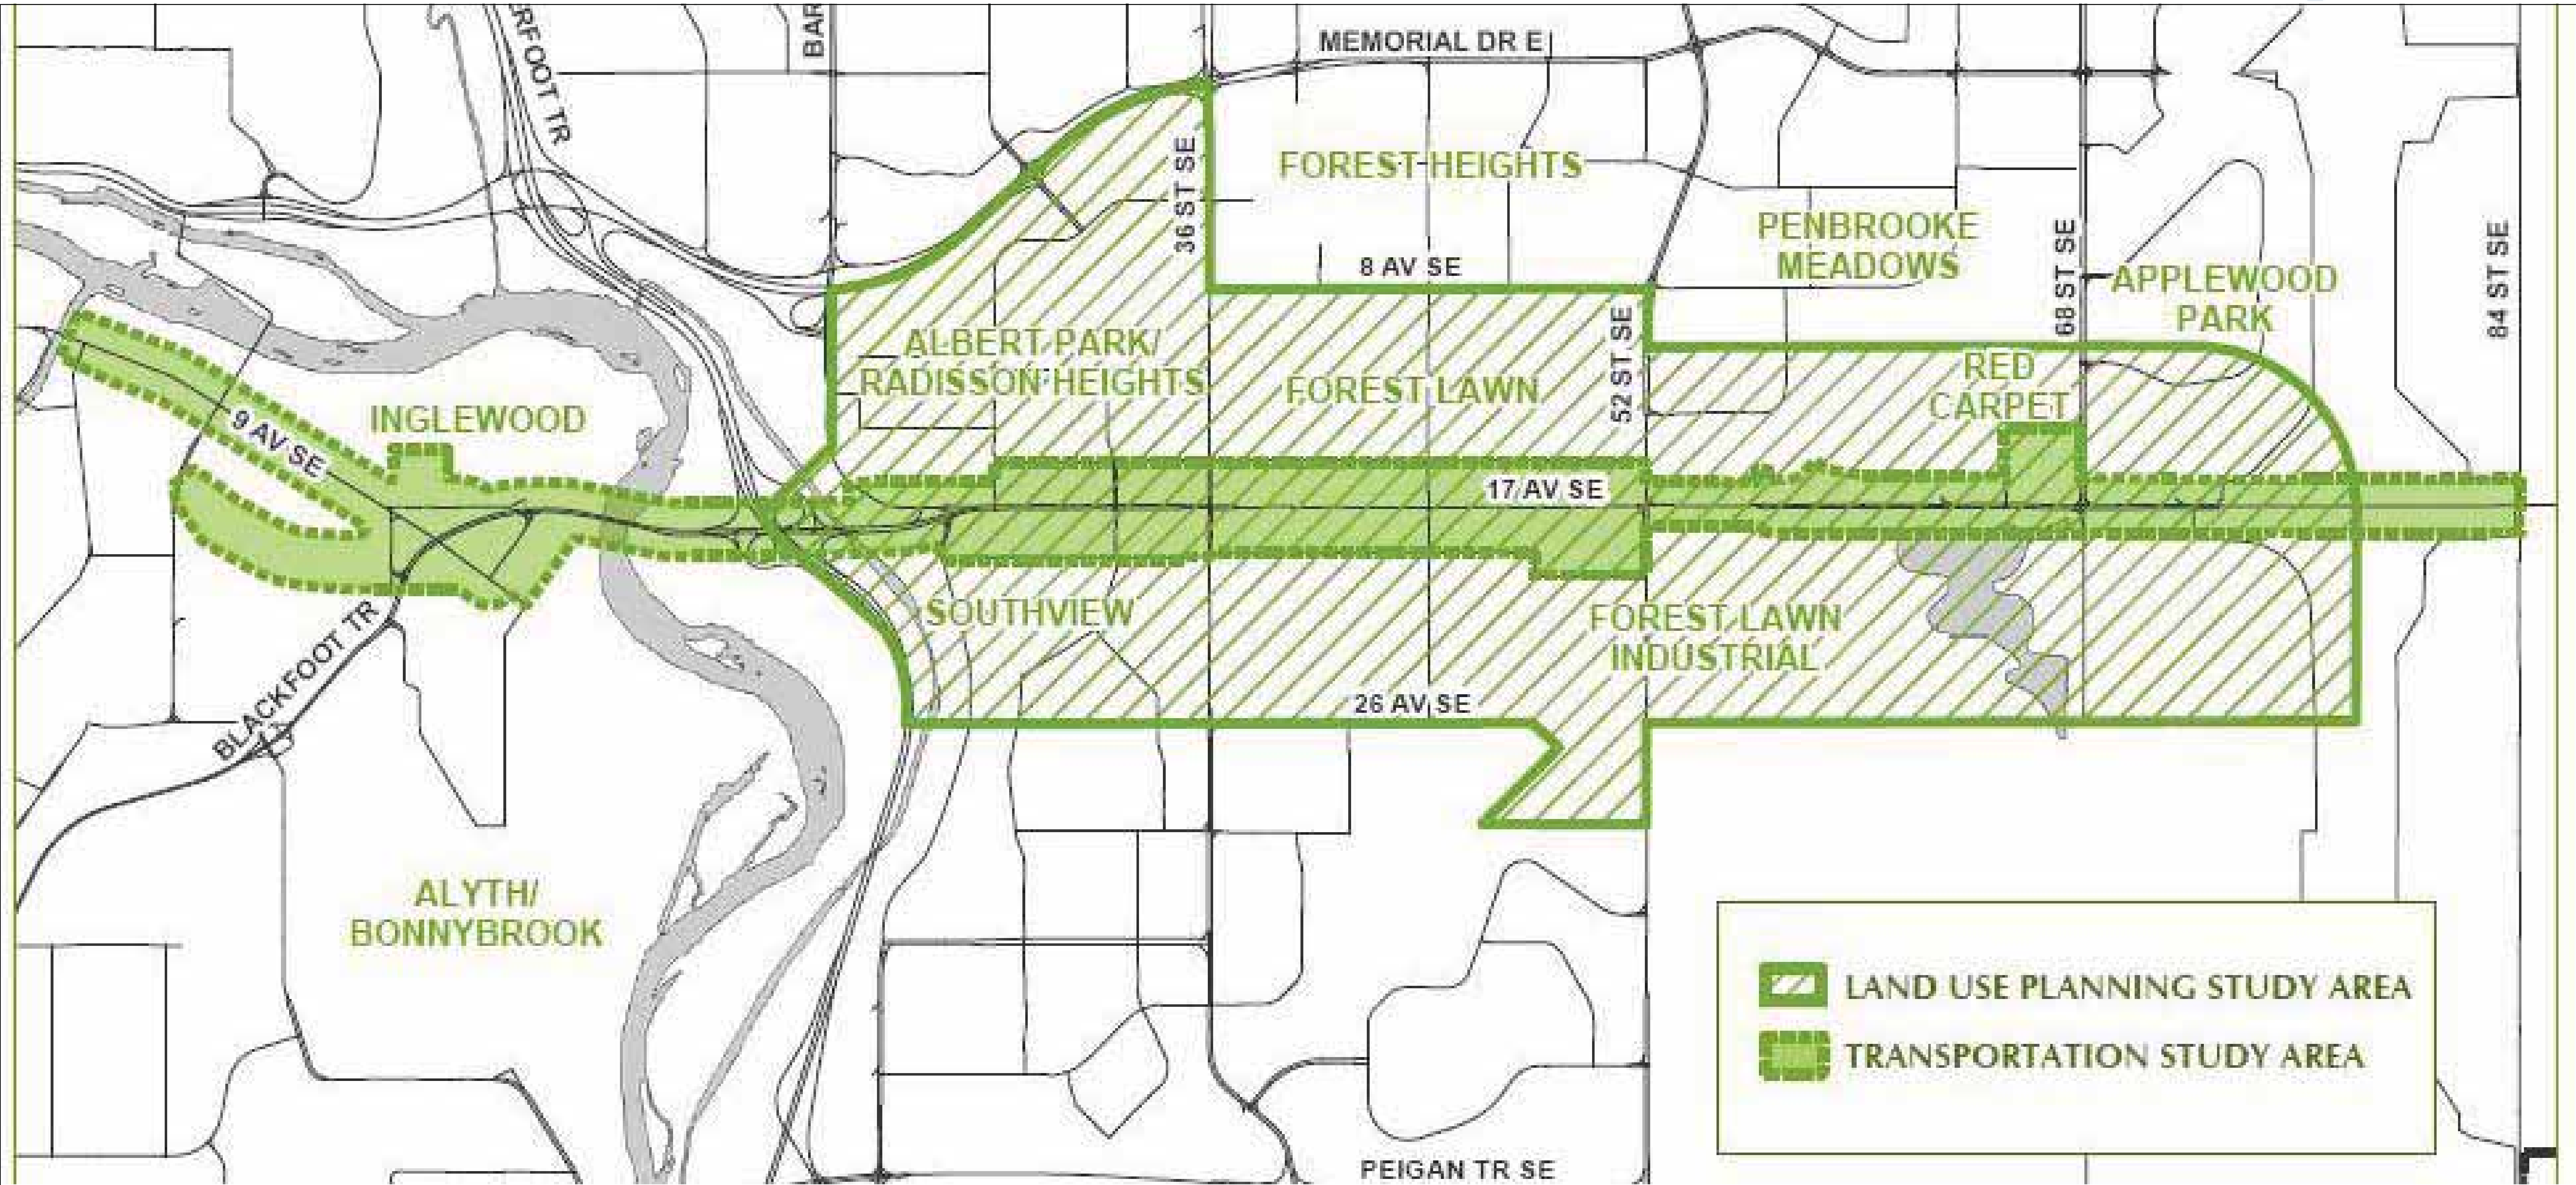 RFOOT TR
BAR
MEMORIAL DR E
36 ST SE
FOREST HEIGHTS
PENBROOKE
MEADOWS
8 AV SE
68 ST SE
APPLEWOOD
PARK
84 ST SE
ALBERT PARK/
RADISSON HEIGHTS
FOREST LAWN
52 ST SE
RED
CARPET
INGLEWOOD
9 AV SE
17 AV SE
SOUTHVIEW
FOREST LAWN
INDUSTRIAL
BLACKFOOT TR
26 AV SE
ALYTH/
BONNYBROOK
LAND USE PLANNING STUDY AREA
TRANSPORTATION STUDY AREA
PEIGAN TR SE